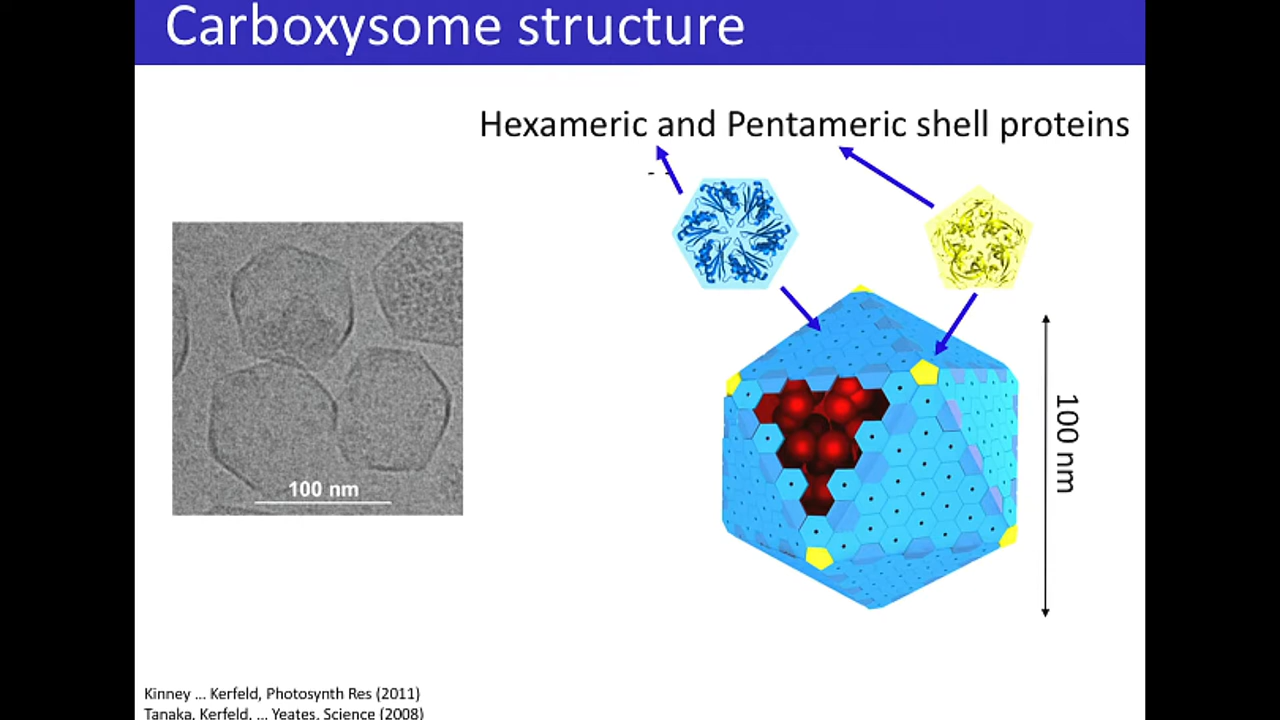 Carboxysome structure
Hexameric and Pentameric shell proteins
100 nm
100 nm
Kinney ... Kerfeld, Photosynth Res (2011)
Tanaka, Kerfeld, ... Yeates, Science (2008)